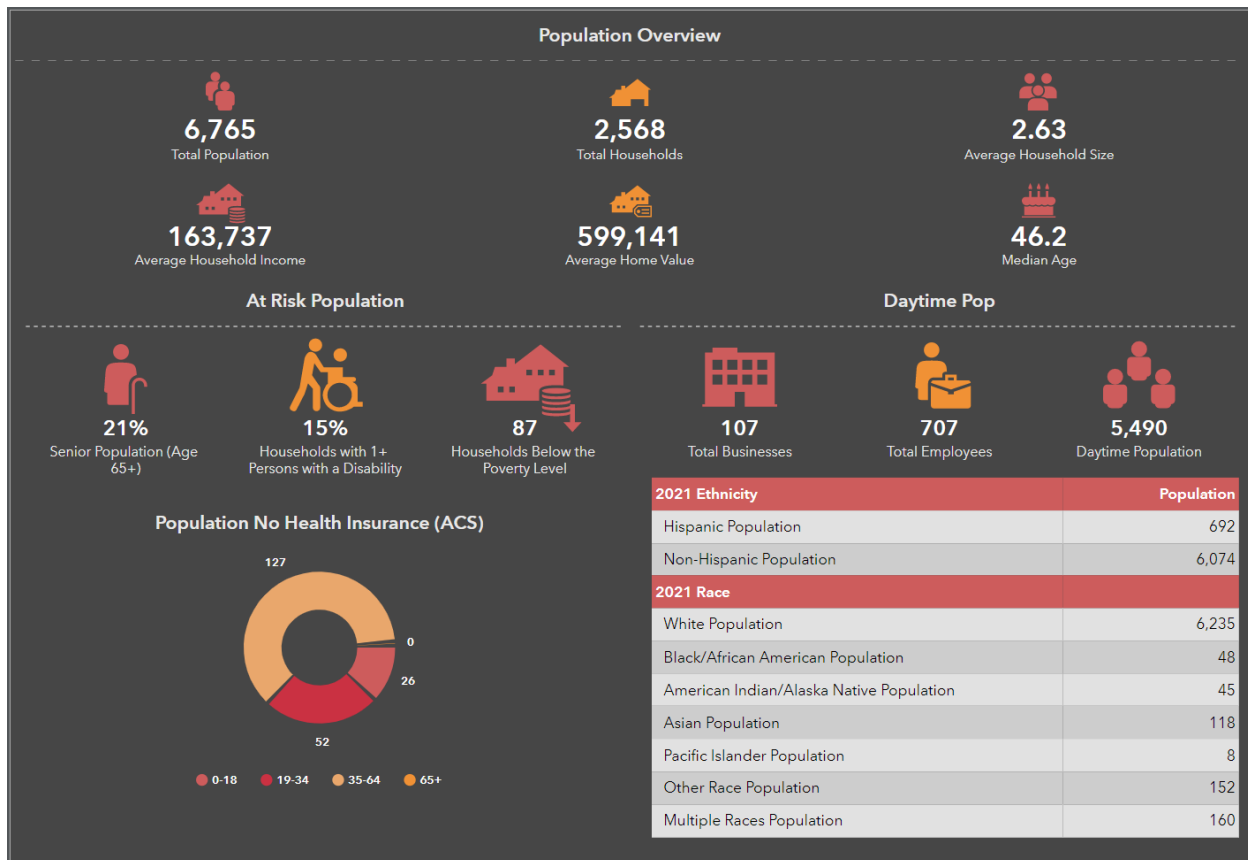 Population Overview
6,765
Total Population
2,568
Total Households
2.63
Average Household Size
163,737
Average Household Income
599,141
Average Home Value
46.2
Median Age
At Risk Population
21%
Senior Population (Age
65+)
15%
Households with 1+
Persons with a Disability
87
Households Below the
Poverty Level
Population No Health Insurance (ACS)
127
0
26
52
0-18 19-34 35-64 65+
Daytime Pop
107
Total Businesses
707
Total Employees
5,490
Daytime Population
2021 Ethnicity Population
Hispanic Population 692
Non-Hispanic Population 6,074
2021 Race
White Population 6,235
Black/African American Population 48
American Indian/Alaska Native Population 45
Asian Population 118
Pacific Islander Population 8
Other Race Population 152
Multiple Races Population 160